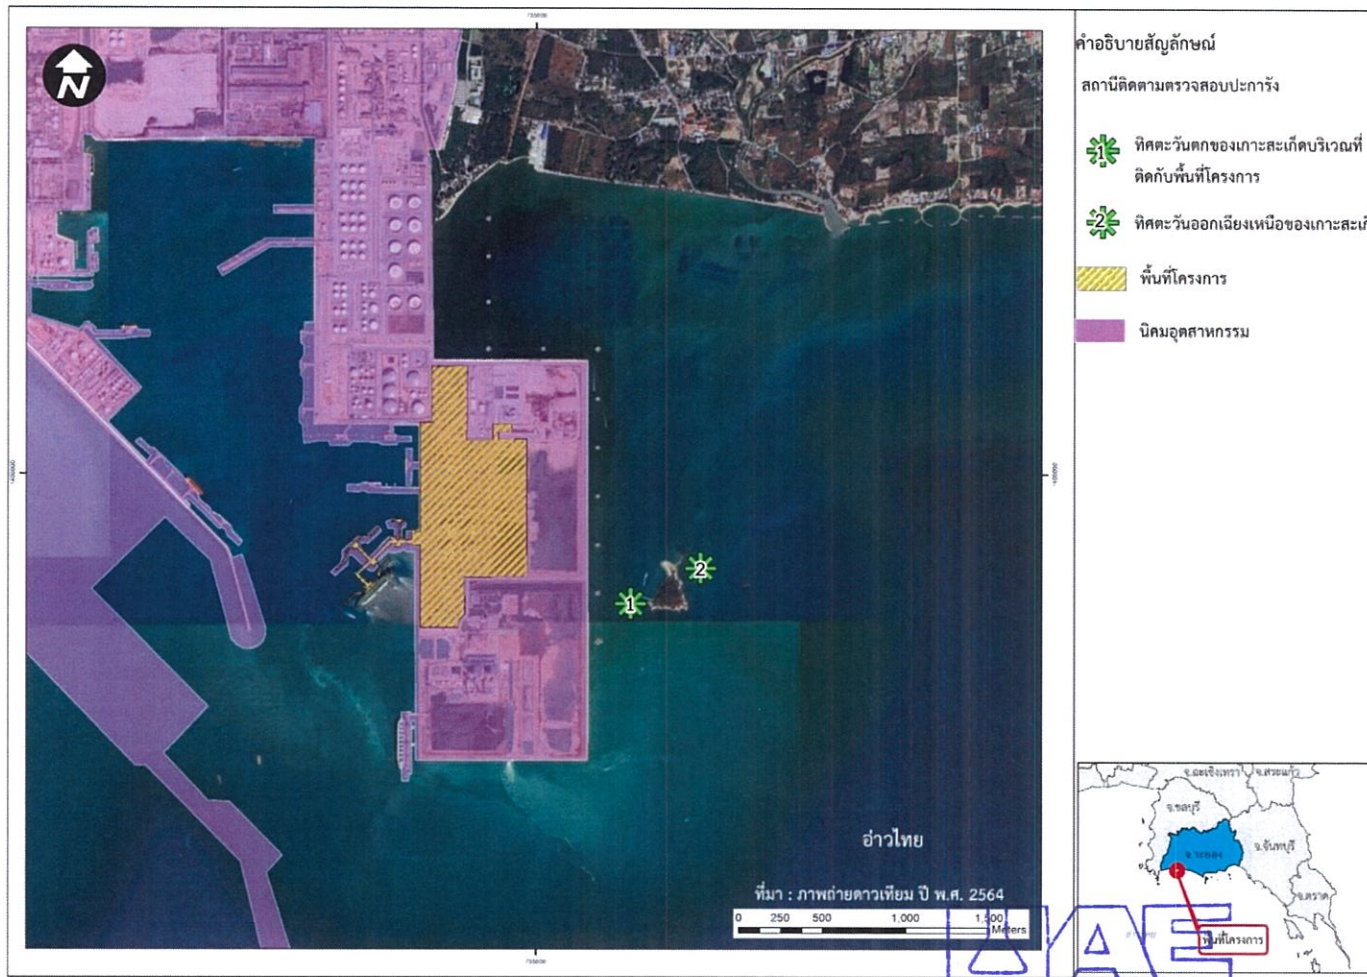 N
คำอธิบายสัญลักษณ์
สถานีติดตามตรวจสอบปะการัง
1 ทิศตะวันตกของเกาะสะเก็ดบริเวณที่
ติดกับพื้นที่โครงการ
2 ทิศตะวันออกเฉียงเหนือของเกาะสะเก็
พื้นที่โครงการ
นิคมอุตสาหกรรม
1
2
อ่าวไทย
ที่มา : ภาพถ่ายดาวเทียม ปี พ.ศ. 2564
0 250 500 1,000 1,500
Meters
จ.ฉะเชิงเทรา จ.สระแก้ว
จ.ชลบุรี
จ.ระยอง
จ.จันทบุรี
จ.ตราด
พื้นที่โครงการ